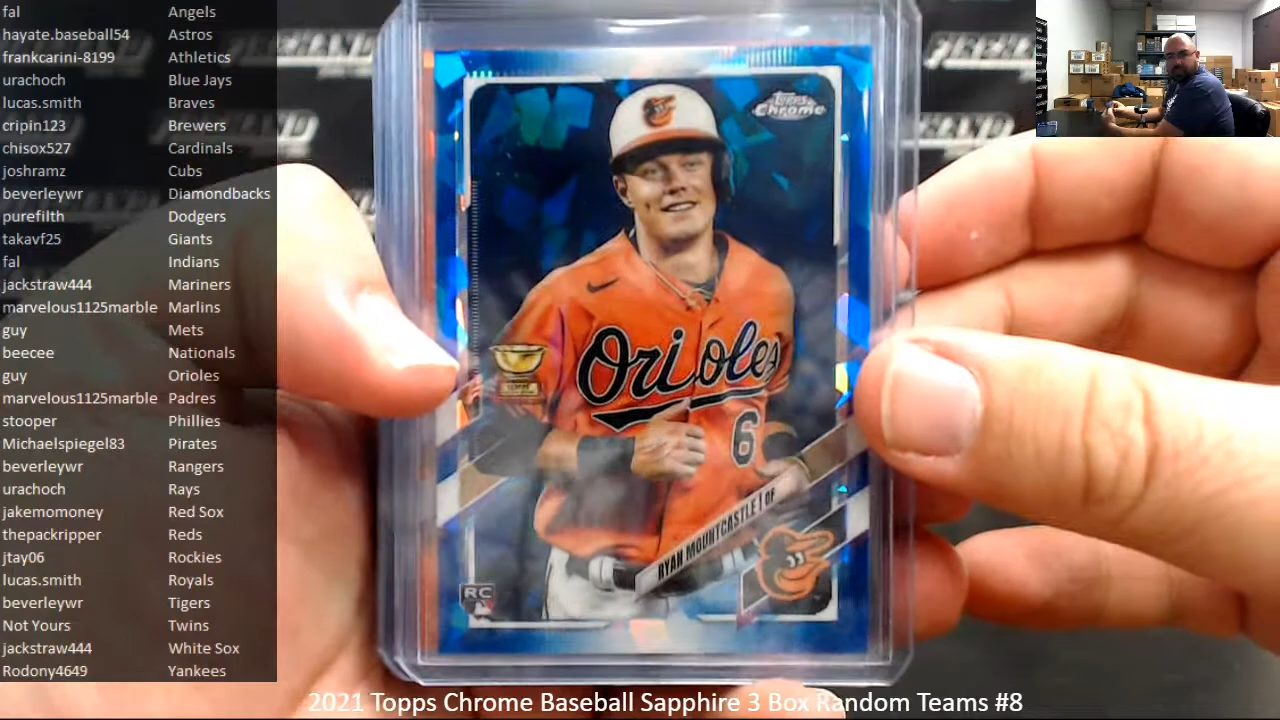 fal Angels
hayate.baseball54 Astros
frankcarini-8199 Athletics
urachoch Blue Jays
lucas.smith Braves
cripin123 Brewers
chisox527 Cardinals
joshramz Cubs
beverleywr Diamondbacks
purefilth Dodgers
takavf25 Giants
fal Indians
jackstraw444 Mariners
marvelous1125marble Marlins
guy Mets
beecee Nationals
guy Orioles
marvelous1125marble Padres
stooper Phillies
Michaelspiegel83 Pirates
beverleywr Rangers
urachoch Rays
jakemomoney Red Sox
thepackripper Reds
jtay06 Rockies
lucas.smith Royals
beverleywr Tigers
Not Yours Twins
jackstraw444 White Sox
Rodony4649 Yankees
Topps
Chrome
Orioles
6
RYAN MOUNTCASTLE | OF
RC
2021 Topps Chrome Baseball Sapphire 3 Box Random Teams #8